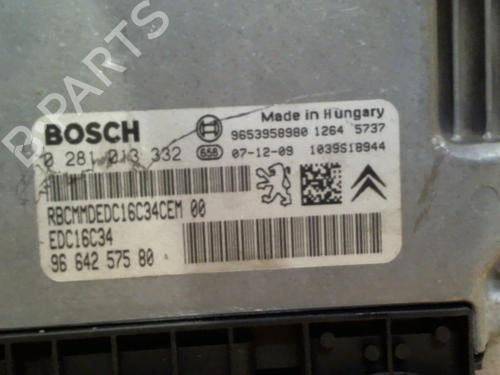 B PARTS
BOSCH
Made in Hungary
9653958980 1264 5737
0 281 013 332 658 07-12-09 1039S18944
RBCMMDEDC16C34CEM 00
EDC16C34
96 642 575 80